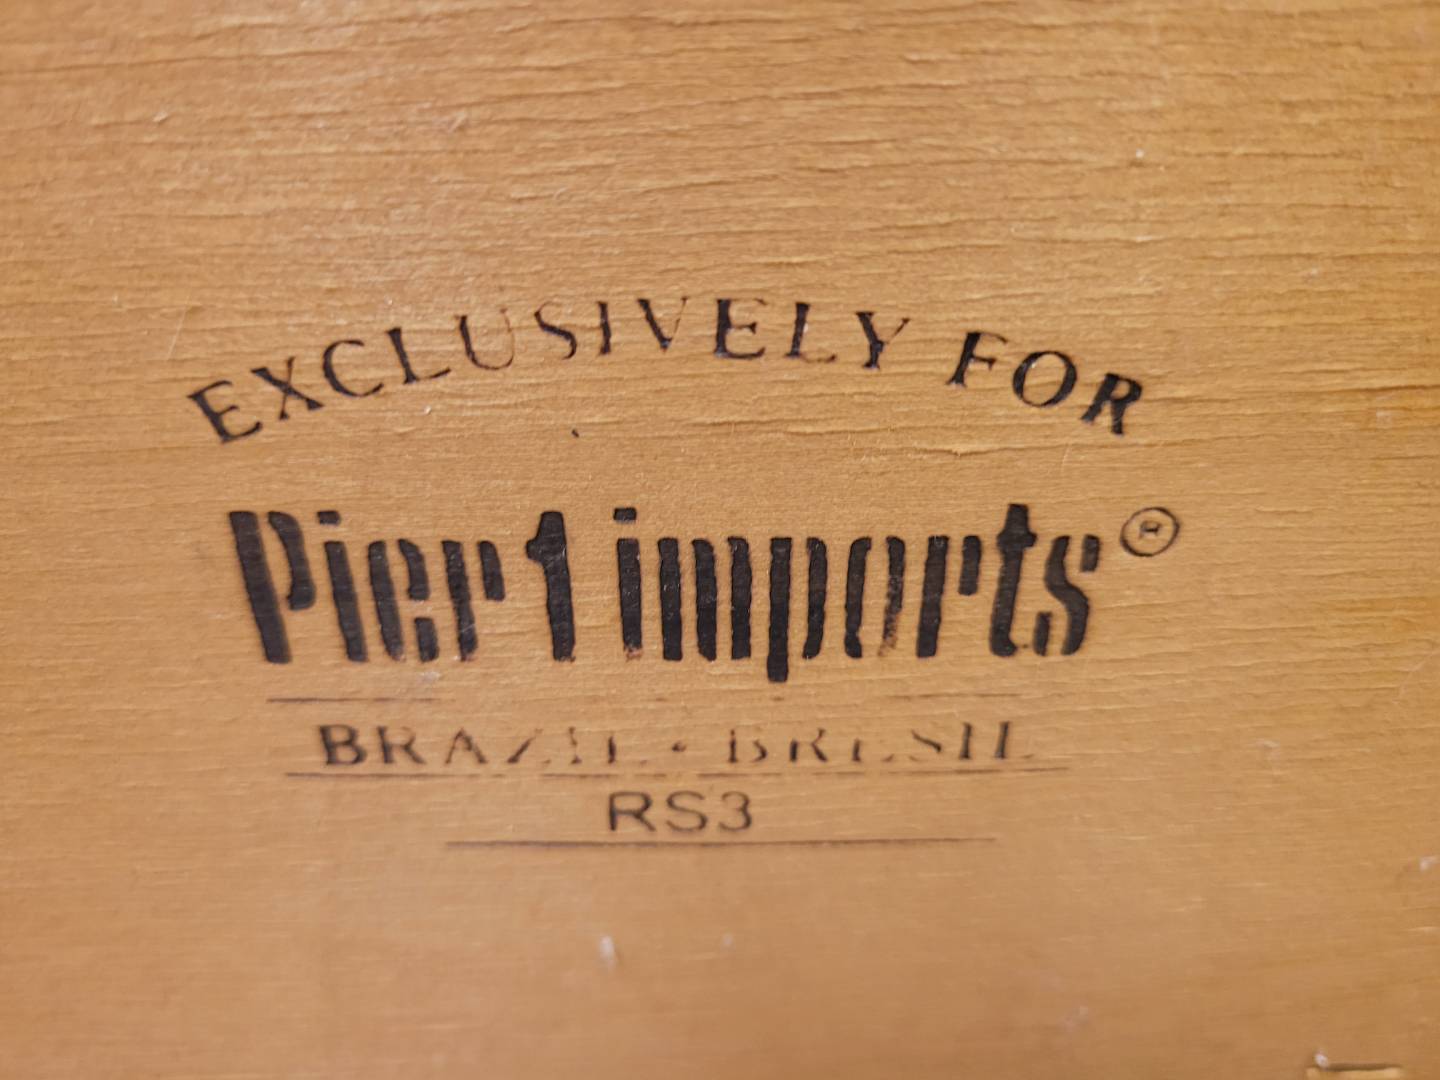 EXCLUSIVELY FOR
Pier 1 imports®
BRAZIL · BRESIL
RS3